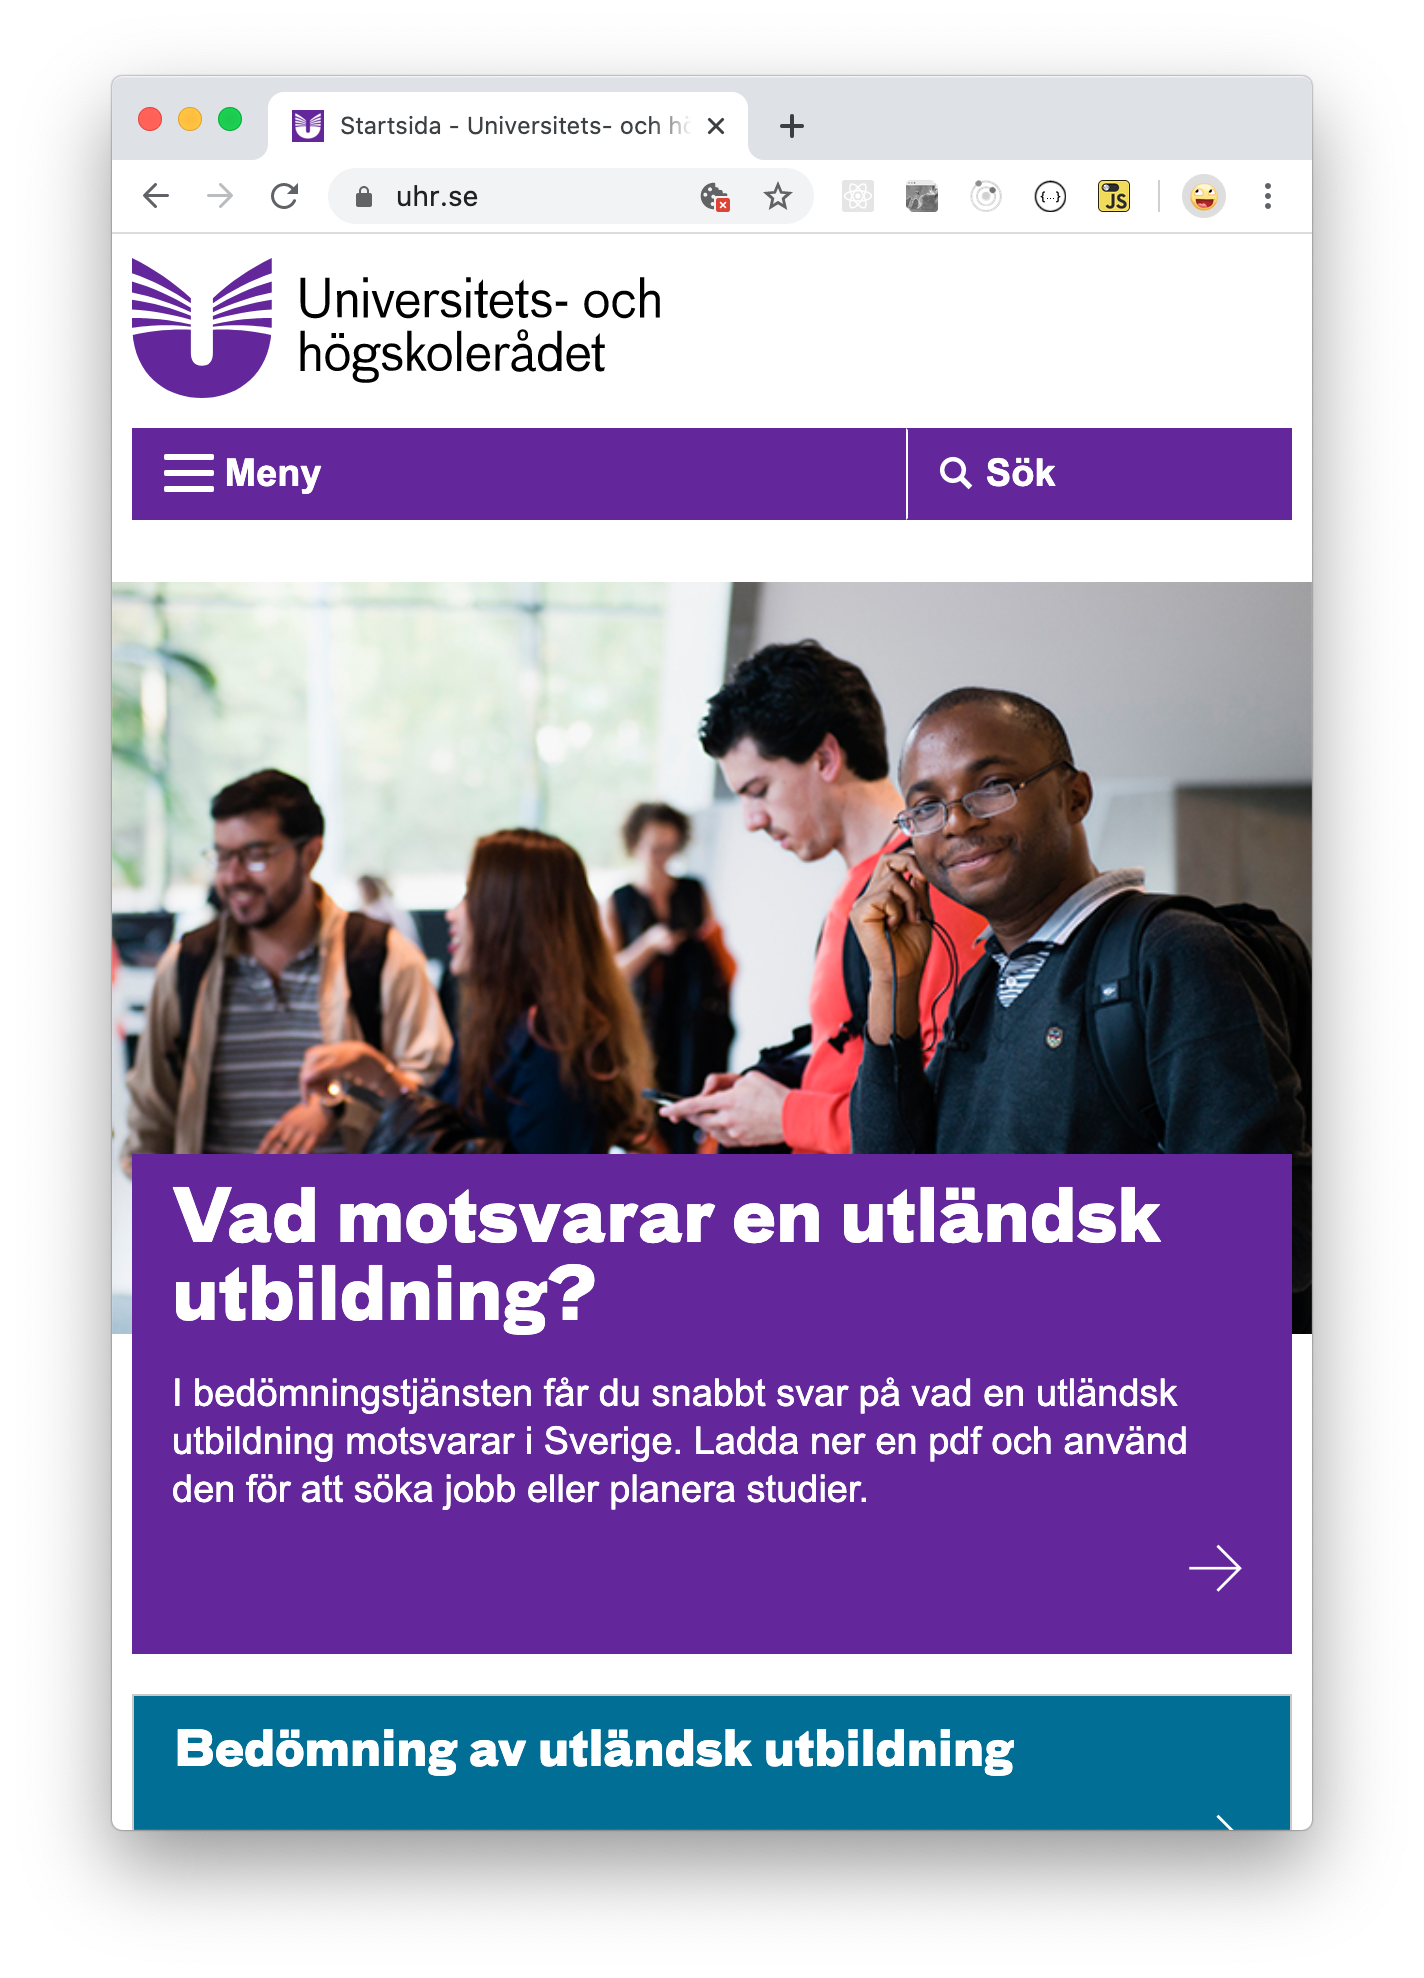 Startsida - Universitets- och hö
uhr.se
{...}
JS
Universitets- och
högskolerådet
Meny
Sök
Vad motsvarar en utländsk
utbildning?
I bedömningstjänsten får du snabbt svar på vad en utländsk
utbildning motsvarar i Sverige. Ladda ner en pdf och använd
den för att söka jobb eller planera studier.
Bedömning av utländsk utbildning